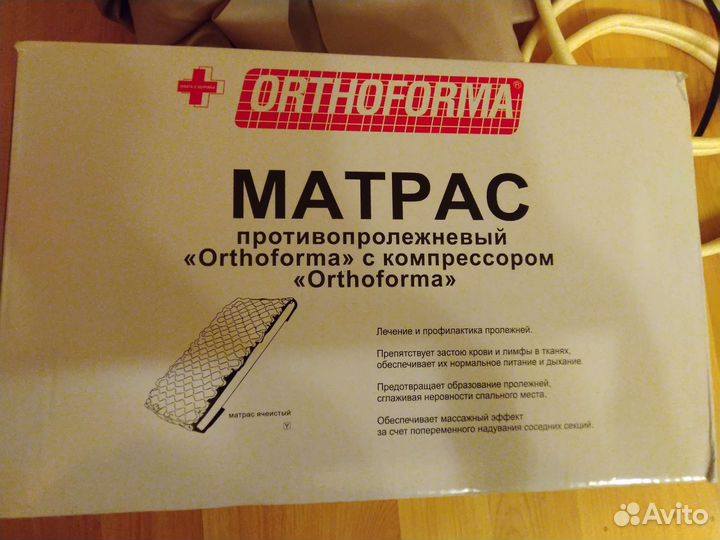 ORTHOFORMA®
МАТРАС
противопролежневый
«Orthoforma» с компрессором
«Orthoforma»
Лечение и профилактика пролежней.
Препятствует застою крови и лимфы в тканях,
обеспечивает их нормальное питание и дыхание.
Предотвращает образование пролежней,
сглаживая неровности спального места.
Обеспечивает массажный эффект
за счет попеременного надувания соседних секций.
матрас ячеистый
Y
Avito